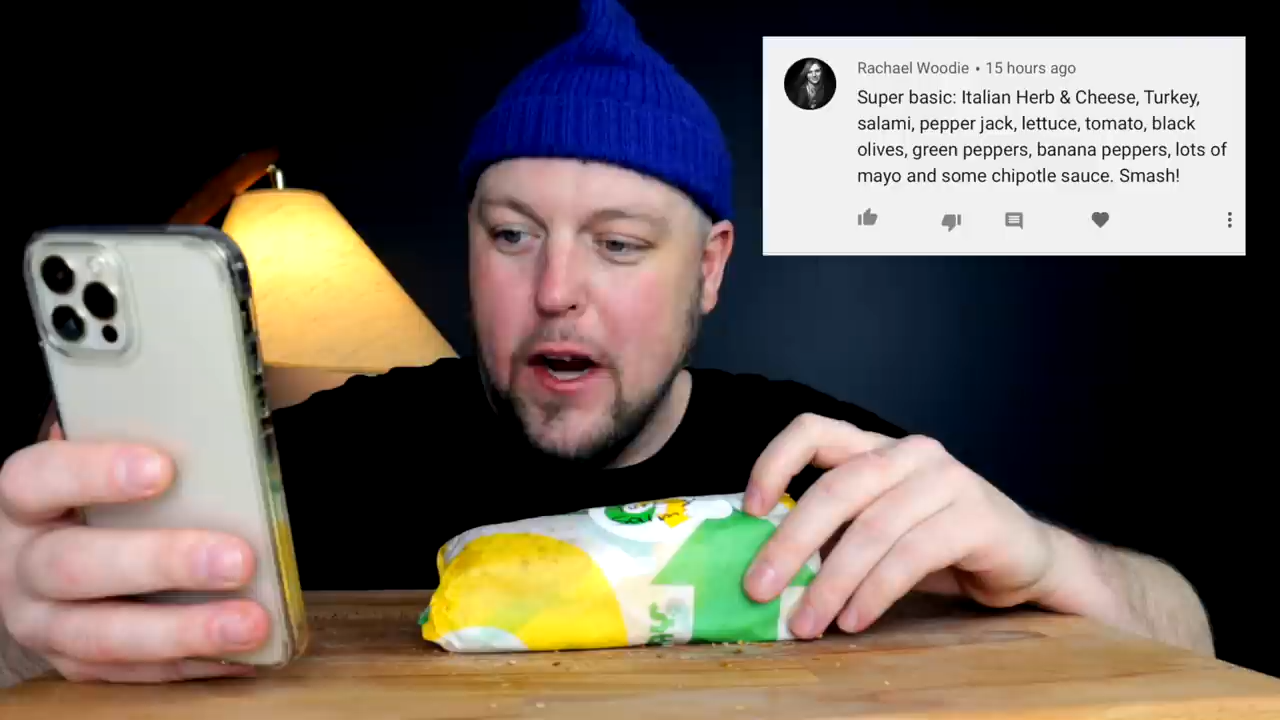 Rachael Woodie • 15 hours ago
Super basic: Italian Herb & Cheese, Turkey,
salami, pepper jack, lettuce, tomato, black
olives, green peppers, banana peppers, lots of
mayo and some chipotle sauce. Smash!